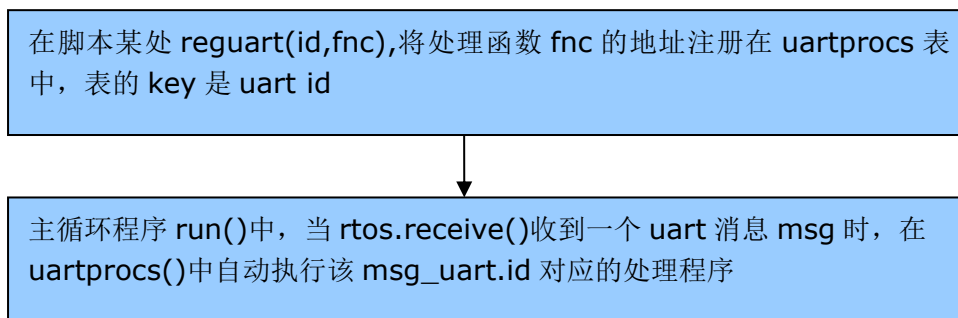 在脚本某处 reguart(id,fnc),将处理函数 fnc 的地址注册在 uartprocs 表
中，表的 key 是 uart id
主循环程序 run()中，当 rtos.receive()收到一个 uart 消息 msg 时，在
uartprocs()中自动执行该 msg_uart.id 对应的处理程序